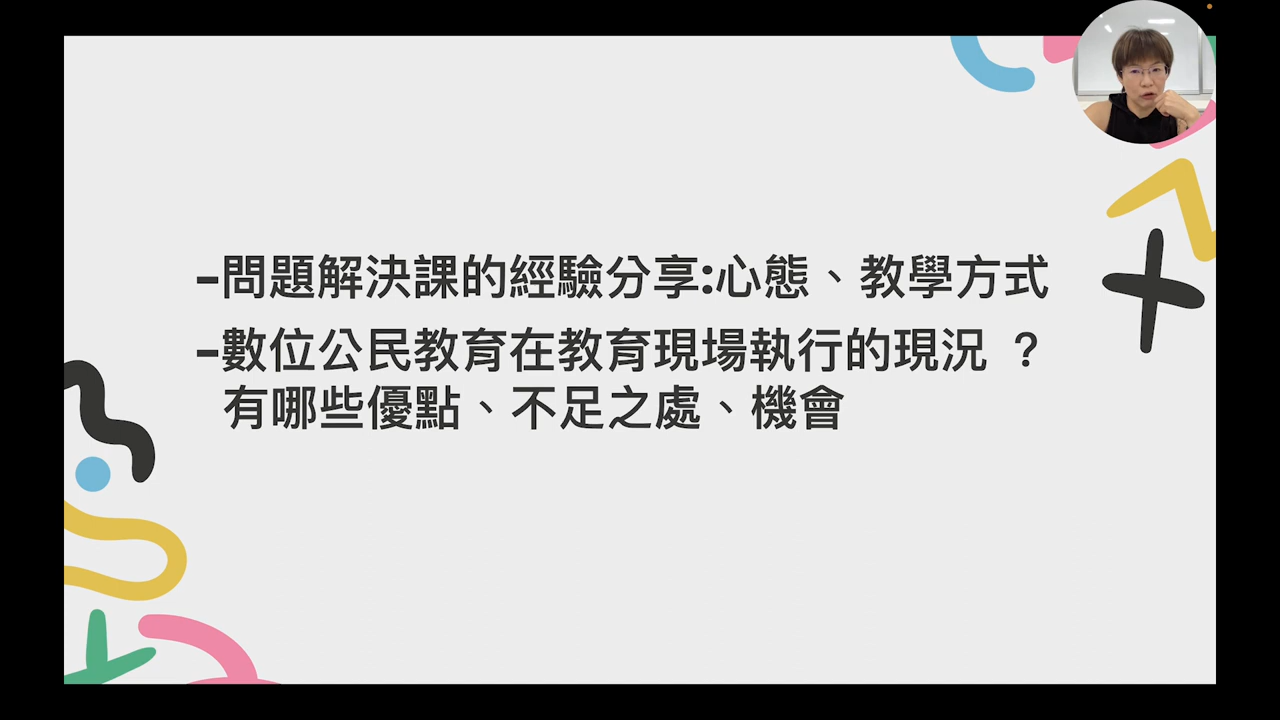 -問題解決課的經驗分享:心態、教學方式
-數位公民教育在教育現場執行的現況 ？
有哪些優點、不足之處、機會